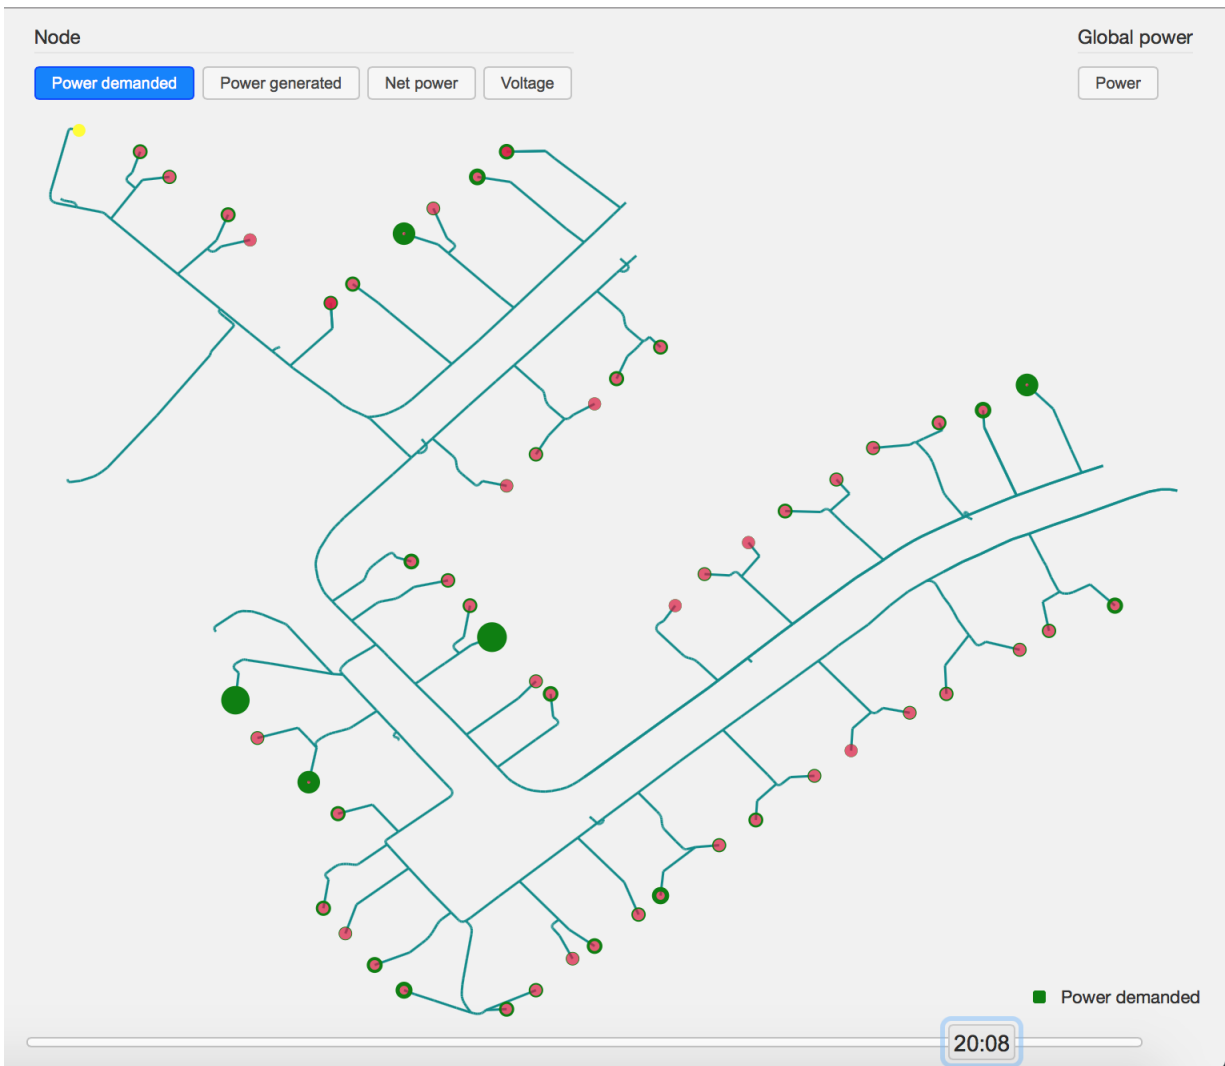 Node
Global power
Power demanded
Power generated
Net power
Voltage
Power
Power demanded
20:08